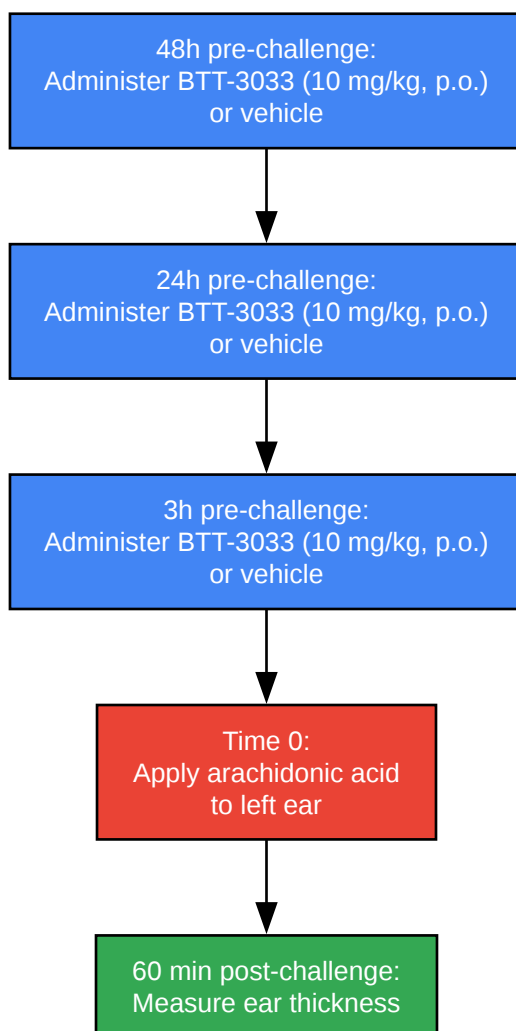 48h pre-challenge:
Administer BTT-3033 (10 mg/kg, p.o.)
or vehicle
24h pre-challenge:
Administer BTT-3033 (10 mg/kg, p.o.)
or vehicle
3h pre-challenge:
Administer BTT-3033 (10 mg/kg, p.o.)
or vehicle
Time 0:
Apply arachidonic acid
to left ear
60 min post-challenge:
Measure ear thickness